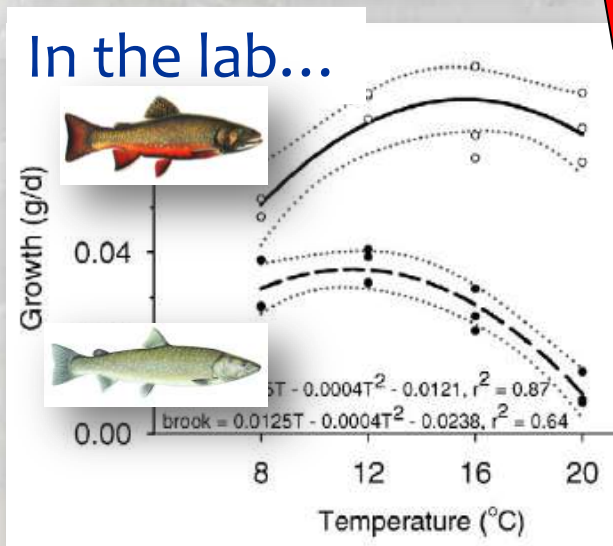 In the lab...
Growth (g/d)
0.04
5T - 0.0004T² - 0.0121, r² = 0.87
brook = 0.0125T - 0.0004T² - 0.0238, r² = 0.64
0.00
8 12 16 20
Temperature (°C)